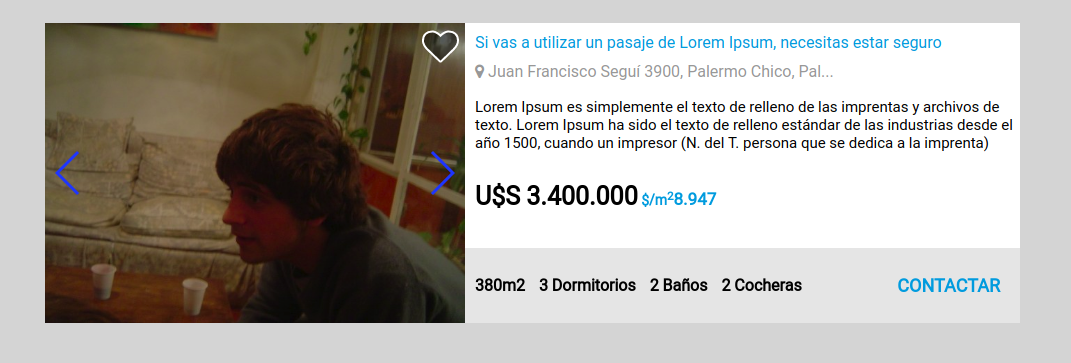 Si vas a utilizar un pasaje de Lorem Ipsum, necesitas estar seguro
Juan Francisco Seguí 3900, Palermo Chico, Pal...
Lorem Ipsum es simplemente el texto de relleno de las imprentas y archivos de
texto. Lorem Ipsum ha sido el texto de relleno estándar de las industrias desde el
año 1500, cuando un impresor (N. del T. persona que se dedica a la imprenta)
U$S 3.400.000 $/m²8.947
380m2 3 Dormitorios 2 Baños 2 Cocheras CONTACTAR